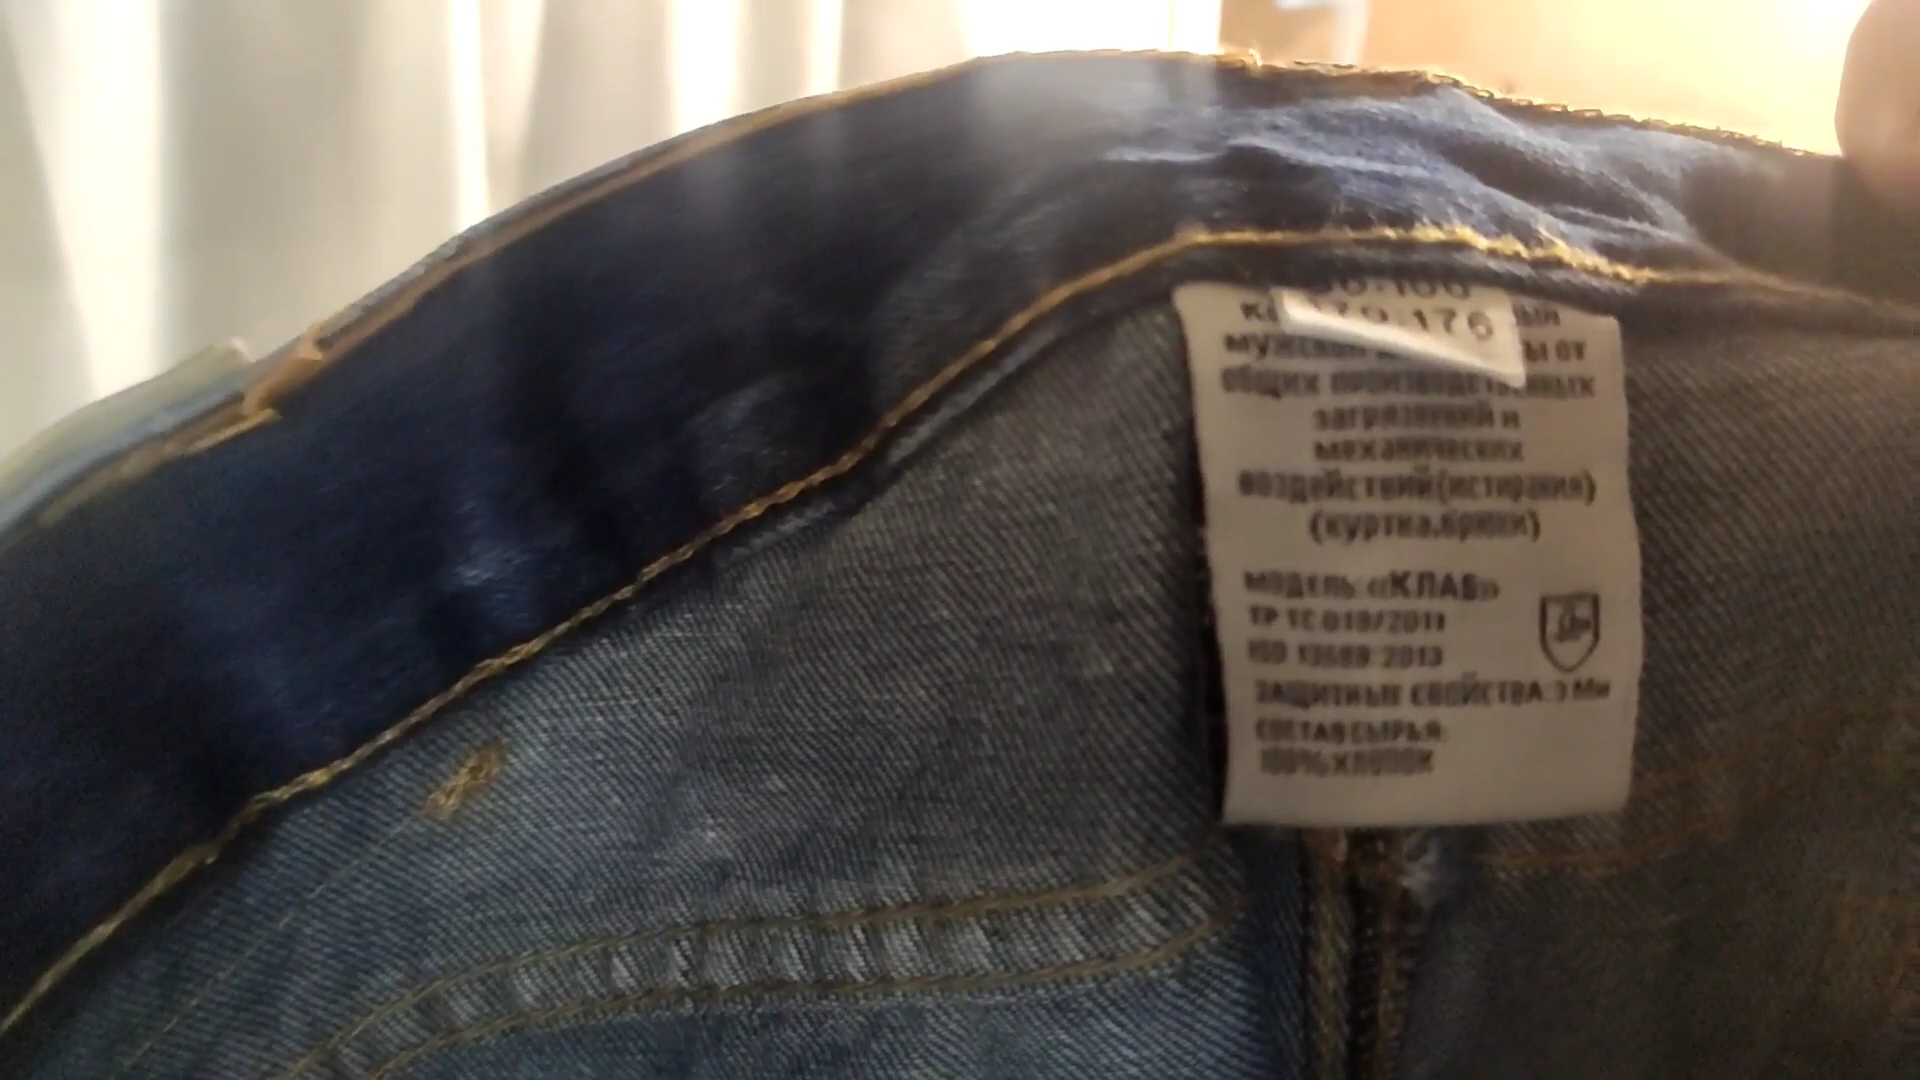 170-176
мужской
ы от
общих производственных
загрязнений и
механических
воздействий(истирания)
(куртка,брюки)
модель:«КЛАБ»
ТР ТС 019/2011
ISO 13688:2013
ЗАЩИТНЫЕ СВОЙСТВА:З Ми
СОСТАВ СЫРЬЯ:
100% ХЛОПОК